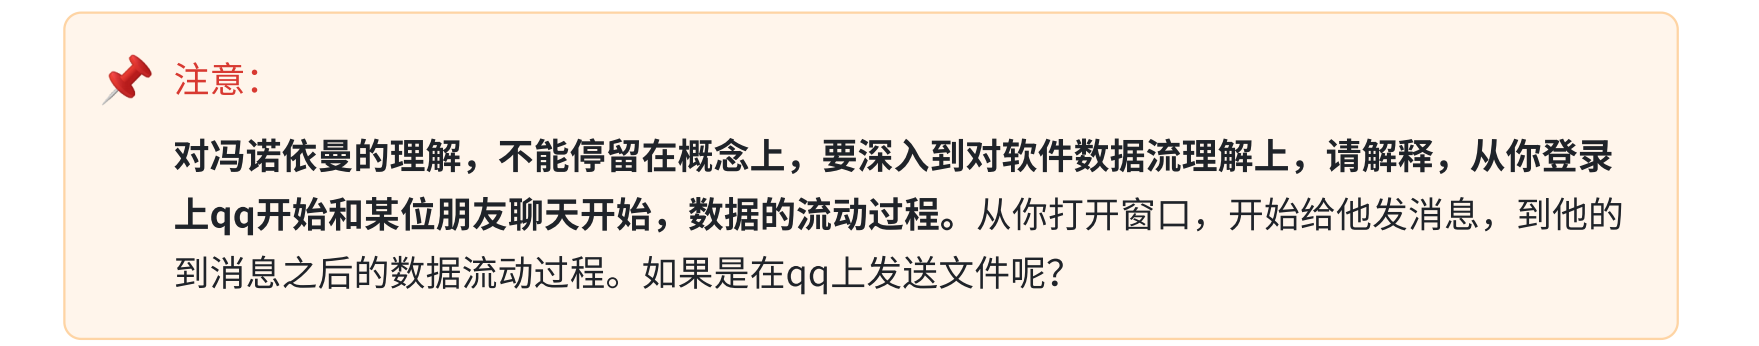 注意：
对冯诺依曼的理解，不能停留在概念上，要深入到对软件数据流理解上，请解释，从你登录
上qq开始和某位朋友聊天开始，数据的流动过程。从你打开窗口，开始给他发消息，到他的
到消息之后的数据流动过程。如果是在qq上发送文件呢？